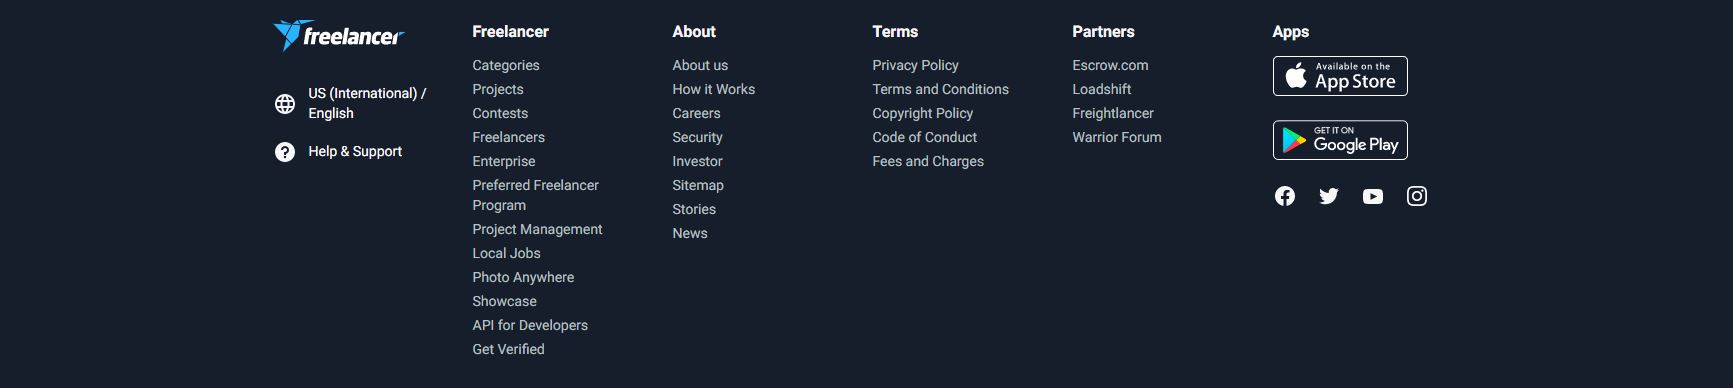 freelancer
US (International) /
English
Help & Support
Freelancer
Categories
Projects
Contests
Freelancers
Enterprise
Preferred Freelancer
Program
Project Management
Local Jobs
Photo Anywhere
Showcase
API for Developers
Get Verified
About
About us
How it Works
Careers
Security
Investor
Sitemap
Stories
News
Terms
Privacy Policy
Terms and Conditions
Copyright Policy
Code of Conduct
Fees and Charges
Partners
Escrow.com
Loadshift
Freightlancer
Warrior Forum
Apps
Available on the
App Store
GET IT ON
Google Play